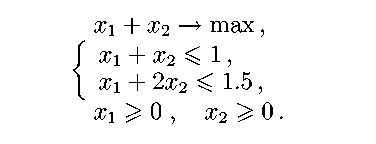 x₁ + x₂ → max ,
x₁ + x₂ ⩽ 1 ,
x₁ + 2x₂ ⩽ 1.5 ,
x₁ ⩾ 0 , x₂ ⩾ 0 .